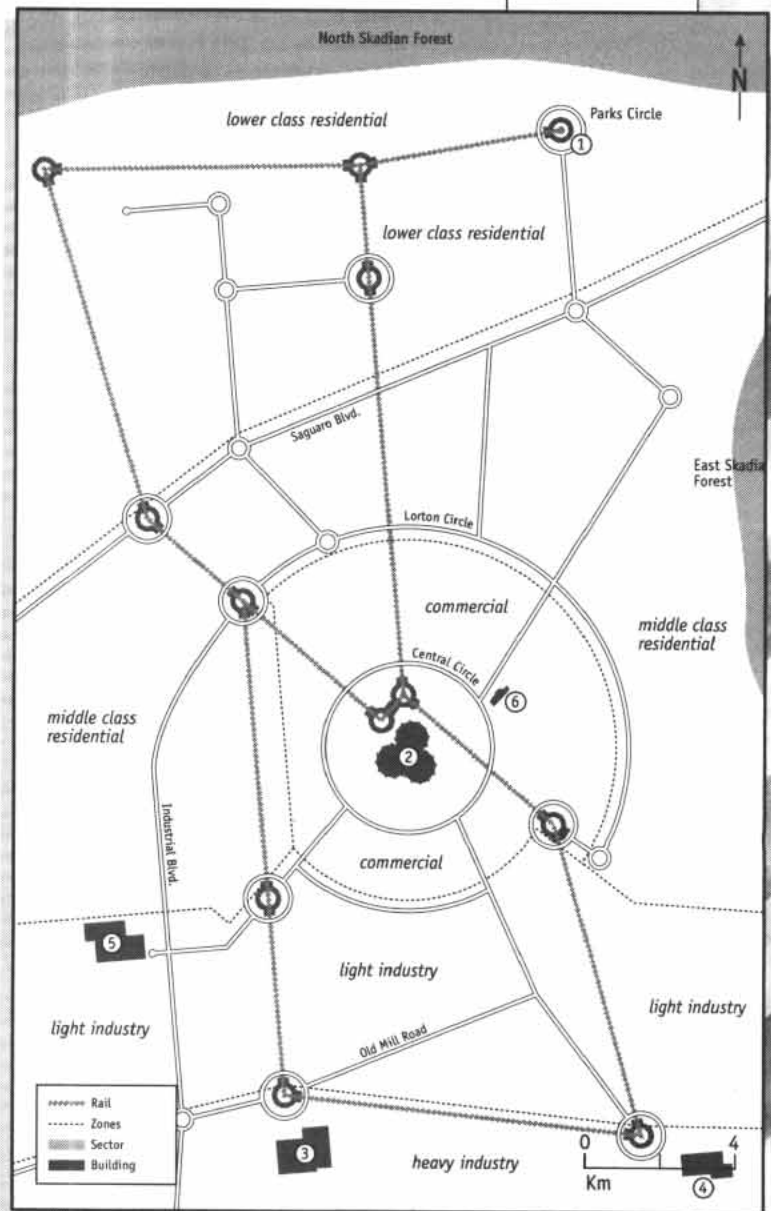 North Skadian Forest
N
lower class residential
Parks Circle
1
lower class residential
Saguaro Blvd.
East Skadia
Forest
Lorton Circle
commercial
middle class
residential
Central Circle
6
middle class
residential
2
Industrial Blvd.
commercial
5
light industry
light industry
light industry
Old Mill Road
Rail
Zones
Sector
Building
3
heavy industry
0 4
Km
4